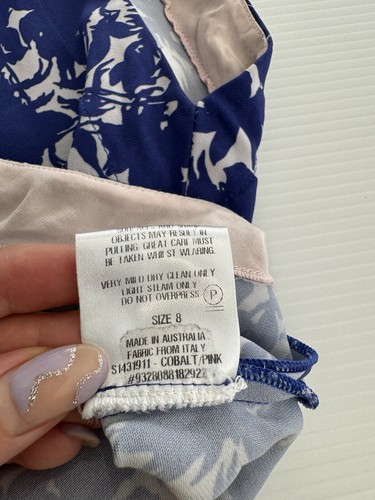 OBJECTS MAY RESULT IN
PULLING. GREAT CARE MUST
BE TAKEN WHILST WEARING.
VERY MILD DRY CLEAN ONLY
LIGHT STEAM ONLY
DO NOT OVERPRESS
P
SIZE 8
MADE IN AUSTRALIA
FABRIC FROM ITALY
S1431911 - COBALT/PINK
#9328088182922